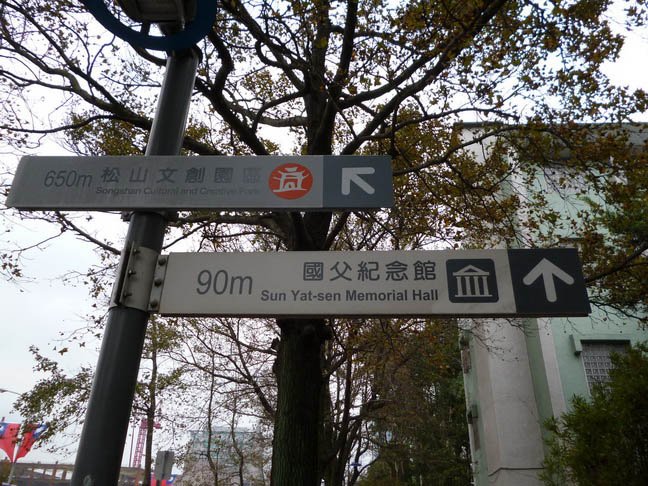 650m 松山文創園區
Songshan Cultural and Creative Park
90m 國父紀念館
Sun Yat-sen Memorial Hall